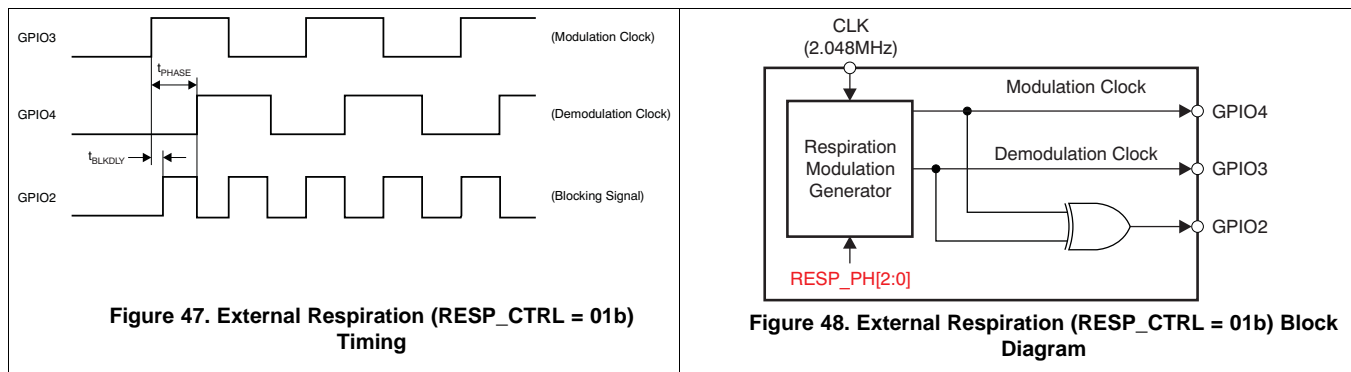 GPIO3
(Modulation Clock)
tPHASE
GPIO4
(Demodulation Clock)
tBLKDLY
GPIO2
(Blocking Signal)
Figure 47. External Respiration (RESP_CTRL = 01b)
Timing
CLK
(2.048MHz)
Modulation Clock
GPIO4
Respiration
Modulation
Generator
Demodulation Clock
GPIO3
GPIO2
RESP_PH[2:0]
Figure 48. External Respiration (RESP_CTRL = 01b) Block
Diagram